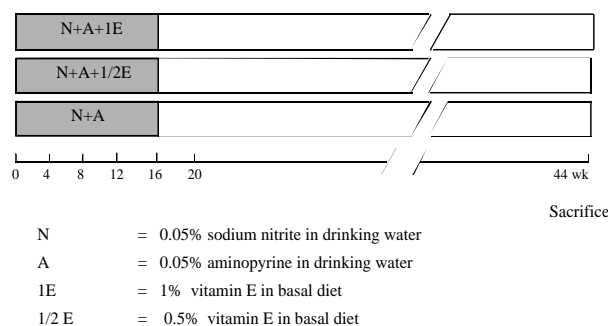 N+A+1E
N+A+1/2E
N+A
0 4 8 12 16 20 44 wk
Sacrifice
N = 0.05% sodium nitrite in drinking water
A = 0.05% aminopyrine in drinking water
1E = 1% vitamin E in basal diet
1/2 E = 0.5% vitamin E in basal diet